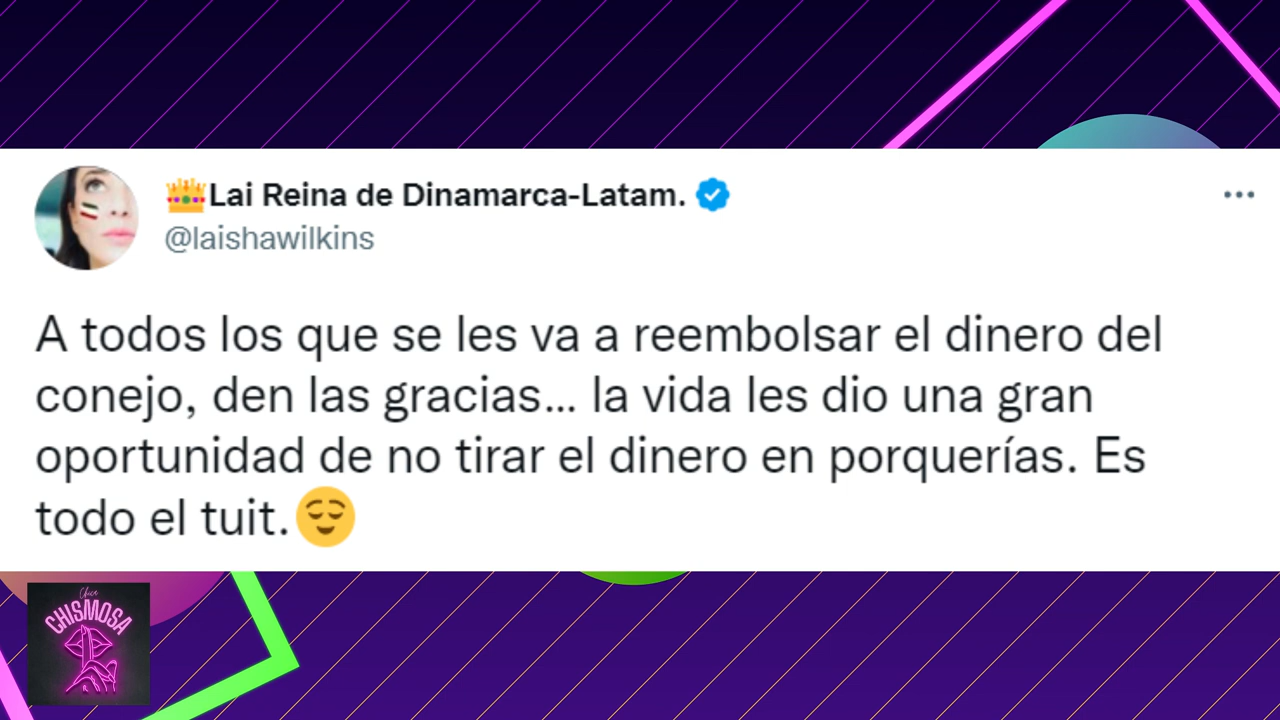 👑Lai Reina de Dinamarca-Latam.
@laishawilkins
A todos los que se les va a reembolsar el dinero del
conejo, den las gracias... la vida les dio una gran
oportunidad de no tirar el dinero en porquerías. Es
todo el tuit.😌
Chica
CHISMOSA